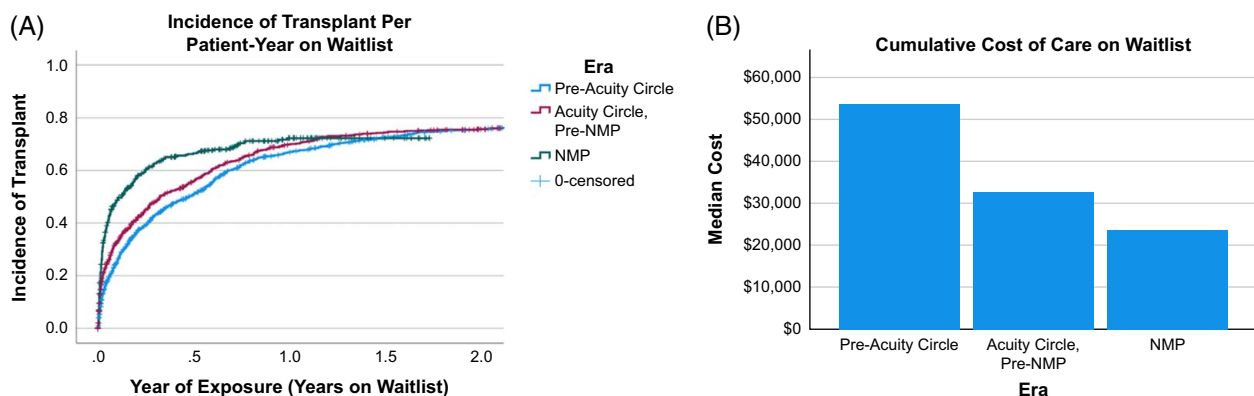 (A)
Incidence of Transplant Per
Patient-Year on Waitlist
Incidence of Transplant
1.0
0.8
0.6
0.4
0.2
0.0
.0
.5
1.0
1.5
2.0
Year of Exposure (Years on Waitlist)
Era
Pre-Acuity Circle
Acuity Circle,
Pre-NMP
NMP
0-censored
(B)
Cumulative Cost of Care on Waitlist
Median Cost
$60,000
$50,000
$40,000
$30,000
$20,000
$10,000
$0
Pre-Acuity Circle
Acuity Circle,
Pre-NMP
NMP
Era